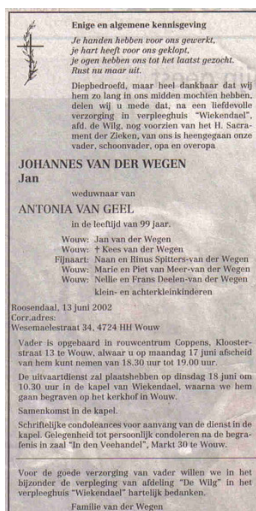 Enige en algemene kennisgeving
Je handen hebben voor ons gewerkt,
je hart heeft voor ons geklopt,
je ogen hebben ons tot het laatst gezocht.
Rust nu maar uit.
Diepbedroefd, maar heel dankbaar dat wij
hem zo lang in ons midden mochten hebben,
delen wij u mede dat, na een liefdevolle
verzorging in verpleeghuis "Wiekendael",
afd. de Wilg, nog voorzien van het H. Sacra-
ment der Zieken, van ons is heengegaan onze
vader, schoonvader, opa en overopa
JOHANNES VAN DER WEGEN
Jan
weduwnaar van
ANTONIA VAN GEEL
in de leeftijd van 99 jaar.
Wouw: Jan van der Wegen
Wouw: † Kees van der Wegen
Fijnaart: Naan en Binus Spitters-van der Wegen
Wouw: Marie en Piet van Meer-van der Wegen
Wouw: Nellie en Frans Deelen-van der Wegen
klein- en achterkleinkinderen
Roosendaal, 13 juni 2002
Corr.adres:
Wesemaelestraat 34, 4724 HH Wouw
Vader is opgebaard in rouwcentrum Coppens, Klooster-
straat 13 te Wouw, alwaar u op maandag 17 juni afscheid
van hem kunt nemen van 18.30 uur tot 19.00 uur.
De uitvaartdienst zal plaatshebben op dinsdag 18 juni om
10.30 uur in de kapel van Wiekendael, waarna we hem
gaan begraven op het kerkhof in Wouw.
Samenkomst in de kapel.
Schriftelijke condoleances voor aanvang van de dienst in de
kapel. Gelegenheid tot persoonlijk condoleren na de begra-
fenis in zaal "In den Veehandel", Markt 30 te Wouw.
Voor de goede verzorging van vader willen we in het
bijzonder de verpleging van afdeling "De Wilg" in het
verpleeghuis "Wiekendael" hartelijk bedanken.
Familie van der Wegen